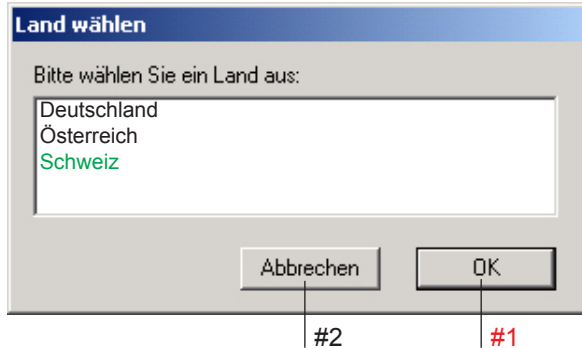 Land wählen
Bitte wählen Sie ein Land aus:
Deutschland
Österreich
Schweiz
Abbrechen OK
#2 #1